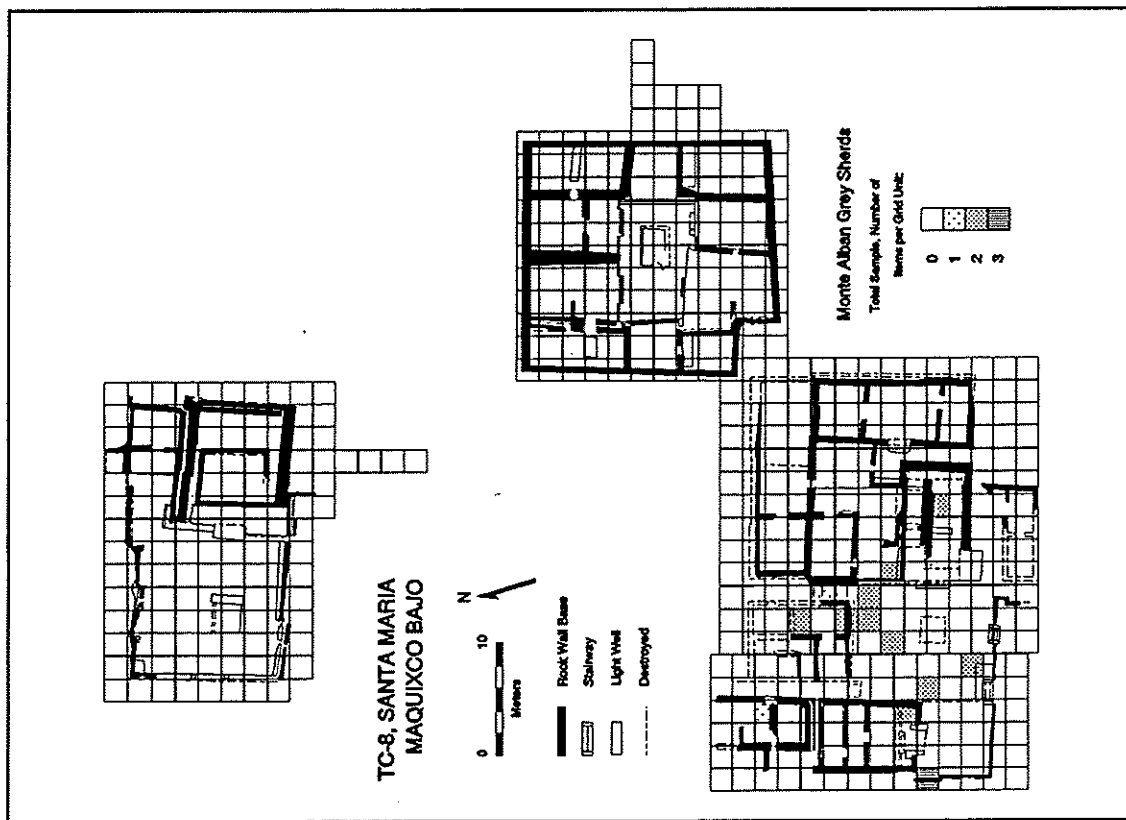 TC-8, SANTA MARIA
MAQUIXCO BAJO
N
0 10
Meters
Rock Wall Base
Stairway
Light Well
Destroyed
Monte Alban Grey Sherds
Total Sample, Number of
Items per Grid Unit:
0
1
2
3